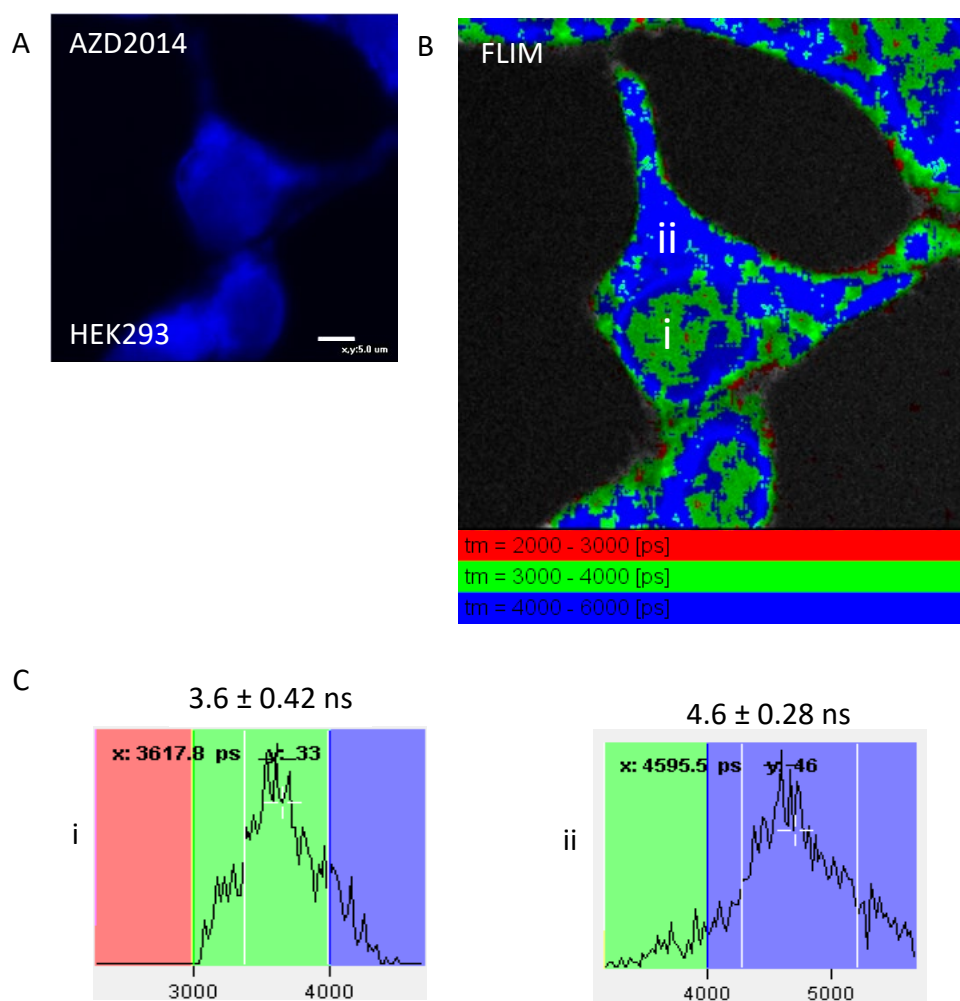 A
AZD2014
HEK293
x,y:5.0 um
B
FLIM
ii
i
tm = 2000 - 3000 [ps]
tm = 3000 - 4000 [ps]
tm = 4000 - 6000 [ps]
C
3.6 ± 0.42 ns
x: 3617.8 ps y: 33
i
3000 4000
4.6 ± 0.28 ns
x: 4595.5 ps y: 46
ii
4000 5000